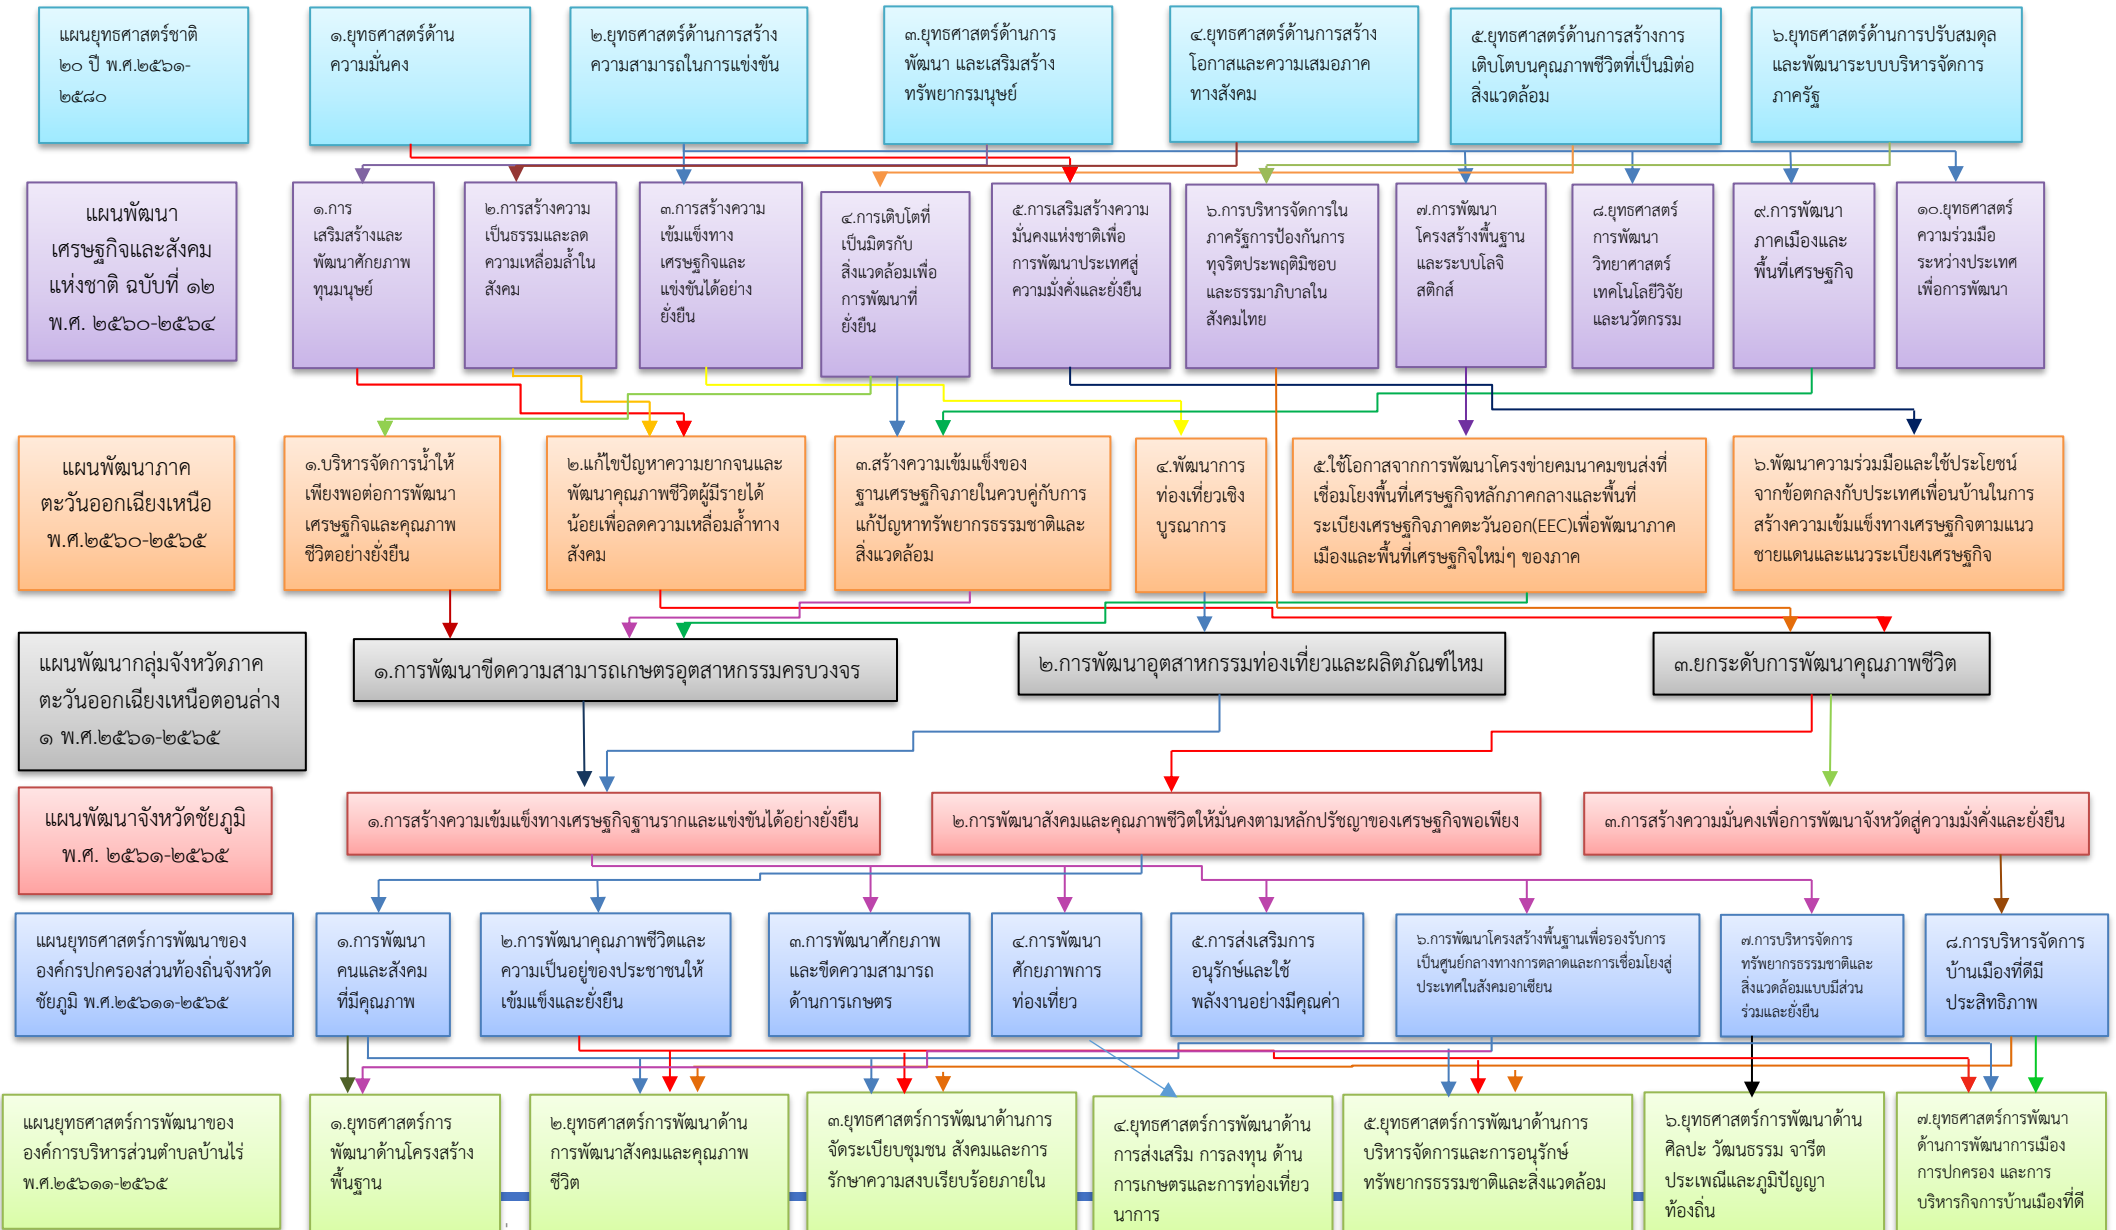 แผนยุทธศาสตร์ชาติ
๒๐ ปี พ.ศ.๒๕๖๑-
๒๕๘๐
๑.ยุทธศาสตร์ด้าน
ความมั่นคง
๒.ยุทธศาสตร์ด้านการสร้าง
ความสามารถในการแข่งขัน
๓.ยุทธศาสตร์ด้านการ
พัฒนา และเสริมสร้าง
ทรัพยากรมนุษย์
๔.ยุทธศาสตร์ด้านการสร้าง
โอกาสและความเสมอภาค
ทางสังคม
๕.ยุทธศาสตร์ด้านการสร้างการ
เติบโตบนคุณภาพชีวิตที่เป็นมิต่อ
สิ่งแวดล้อม
๖.ยุทธศาสตร์ด้านการปรับสมดุล
และพัฒนาระบบบริหารจัดการ
ภาครัฐ
แผนพัฒนา
เศรษฐกิจและสังคม
แห่งชาติ ฉบับที่ ๑๒
พ.ศ. ๒๕๖๐-๒๕๖๔
๑.การ
เสริมสร้างและ
พัฒนาศักยภาพ
ทุนมนุษย์
๒.การสร้างความ
เป็นธรรมและลด
ความเหลื่อมล้ำใน
สังคม
๓.การสร้างความ
เข้มแข็งทาง
เศรษฐกิจและ
แข่งขันได้อย่าง
ยั่งยืน
๔.การเติบโตที่
เป็นมิตรกับ
สิ่งแวดล้อมเพื่อ
การพัฒนาที่
ยั่งยืน
๕.การเสริมสร้างความ
มั่นคงแห่งชาติเพื่อ
การพัฒนาประเทศสู่
ความมั่งคั่งและยั่งยืน
๖.การบริหารจัดการใน
ภาครัฐการป้องกันการ
ทุจริตประพฤติมิชอบ
และธรรมาภิบาลใน
สังคมไทย
๗.การพัฒนา
โครงสร้างพื้นฐาน
และระบบโลจิ
สติกส์
๘.ยุทธศาสตร์
การพัฒนา
วิทยาศาสตร์
เทคโนโลยีวิจัย
และนวัตกรรม
๙.การพัฒนา
ภาคเมืองและ
พื้นที่เศรษฐกิจ
๑๐.ยุทธศาสตร์
ความร่วมมือ
ระหว่างประเทศ
เพื่อการพัฒนา
แผนพัฒนาภาค
ตะวันออกเฉียงเหนือ
พ.ศ.๒๕๖๐-๒๕๖๕
๑.บริหารจัดการน้ำให้
เพียงพอต่อการพัฒนา
เศรษฐกิจและคุณภาพ
ชีวิตอย่างยั่งยืน
๒.แก้ไขปัญหาความยากจนและ
พัฒนาคุณภาพชีวิตผู้มีรายได้
น้อยเพื่อลดความเหลื่อมล้ำทาง
สังคม
๓.สร้างความเข้มแข็งของ
ฐานเศรษฐกิจภายในควบคู่กับการ
แก้ปัญหาทรัพยากรธรรมชาติและ
สิ่งแวดล้อม
๔.พัฒนาการ
ท่องเที่ยวเชิง
บูรณาการ
๕.ใช้โอกาสจากการพัฒนาโครงข่ายคมนาคมขนส่งที่
เชื่อมโยงพื้นที่เศรษฐกิจหลักภาคกลางและพื้นที่
ระเบียงเศรษฐกิจภาคตะวันออก(EEC)เพื่อพัฒนาภาค
เมืองและพื้นที่เศรษฐกิจใหม่ๆ ของภาค
๖.พัฒนาความร่วมมือและใช้ประโยชน์
จากข้อตกลงกับประเทศเพื่อนบ้านในการ
สร้างความเข้มแข็งทางเศรษฐกิจตามแนว
ชายแดนและแนวระเบียงเศรษฐกิจ
แผนพัฒนากลุ่มจังหวัดภาค
ตะวันออกเฉียงเหนือตอนล่าง
๑ พ.ศ.๒๕๖๑-๒๕๖๕
๑.การพัฒนาขีดความสามารถเกษตรอุตสาหกรรมครบวงจร
๒.การพัฒนาอุตสาหกรรมท่องเที่ยวและผลิตภัณฑ์ไหม
๓.ยกระดับการพัฒนาคุณภาพชีวิต
แผนพัฒนาจังหวัดชัยภูมิ
พ.ศ. ๒๕๖๑-๒๕๖๕
๑.การสร้างความเข้มแข็งทางเศรษฐกิจฐานรากและแข่งขันได้อย่างยั่งยืน
๒.การพัฒนาสังคมและคุณภาพชีวิตให้มั่นคงตามหลักปรัชญาของเศรษฐกิจพอเพียง
๓.การสร้างความมั่นคงเพื่อการพัฒนาจังหวัดสู่ความมั่งคั่งและยั่งยืน
แผนยุทธศาสตร์การพัฒนาของ
องค์กรปกครองส่วนท้องถิ่นจังหวัด
ชัยภูมิ พ.ศ.๒๕๖๑๑-๒๕๖๕
๑.การพัฒนา
คนและสังคม
ที่มีคุณภาพ
๒.การพัฒนาคุณภาพชีวิตและ
ความเป็นอยู่ของประชาชนให้
เข้มแข็งและยั่งยืน
๓.การพัฒนาศักยภาพ
และขีดความสามารถ
ด้านการเกษตร
๔.การพัฒนา
ศักยภาพการ
ท่องเที่ยว
๕.การส่งเสริมการ
อนุรักษ์และใช้
พลังงานอย่างมีคุณค่า
๖.การพัฒนาโครงสร้างพื้นฐานเพื่อรองรับการ
เป็นศูนย์กลางทางการตลาดและการเชื่อมโยงสู่
ประเทศในสังคมอาเซียน
๗.การบริหารจัดการ
ทรัพยากรธรรมชาติและ
สิ่งแวดล้อมแบบมีส่วน
ร่วมและยั่งยืน
๘.การบริหารจัดการ
บ้านเมืองที่ดีมี
ประสิทธิภาพ
แผนยุทธศาสตร์การพัฒนาของ
องค์การบริหารส่วนตำบลบ้านไร่
พ.ศ.๒๕๖๑๑-๒๕๖๕
๑.ยุทธศาสตร์การ
พัฒนาด้านโครงสร้าง
พื้นฐาน
๒.ยุทธศาสตร์การพัฒนาด้าน
การพัฒนาสังคมและคุณภาพ
ชีวิต
๓.ยุทธศาสตร์การพัฒนาด้านการ
จัดระเบียบชุมชน สังคมและการ
รักษาความสงบเรียบร้อยภายใน
๔.ยุทธศาสตร์การพัฒนาด้าน
การส่งเสริม การลงทุน ด้าน
การเกษตรและการท่องเที่ยว
นาการ
๕.ยุทธศาสตร์การพัฒนาด้านการ
บริหารจัดการและการอนุรักษ์
ทรัพยากรธรรมชาติและสิ่งแวดล้อม
๖.ยุทธศาสตร์การพัฒนาด้าน
ศิลปะ วัฒนธรรม จารีต
ประเพณีและภูมิปัญญา
ท้องถิ่น
๗.ยุทธศาสตร์การพัฒนา
ด้านการพัฒนาการเมือง
การปกครอง และการ
บริหารกิจการบ้านเมืองที่ดี